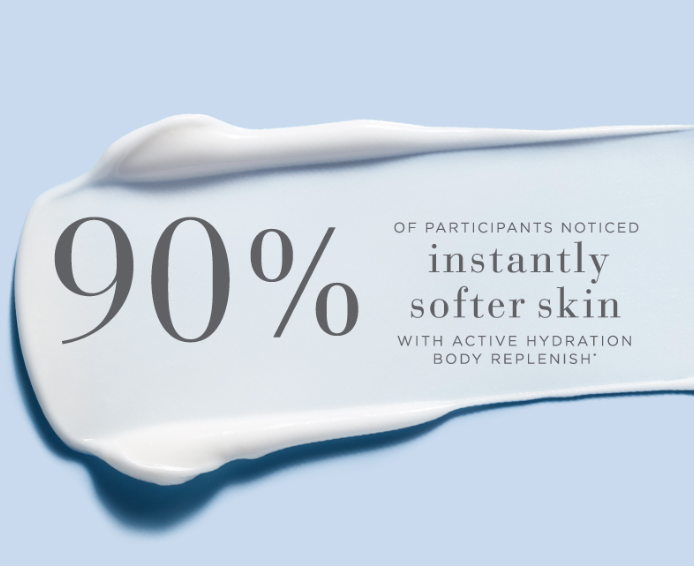 90%
OF PARTICIPANTS NOTICED
instantly
softer skin
WITH ACTIVE HYDRATION
BODY REPLENISH*